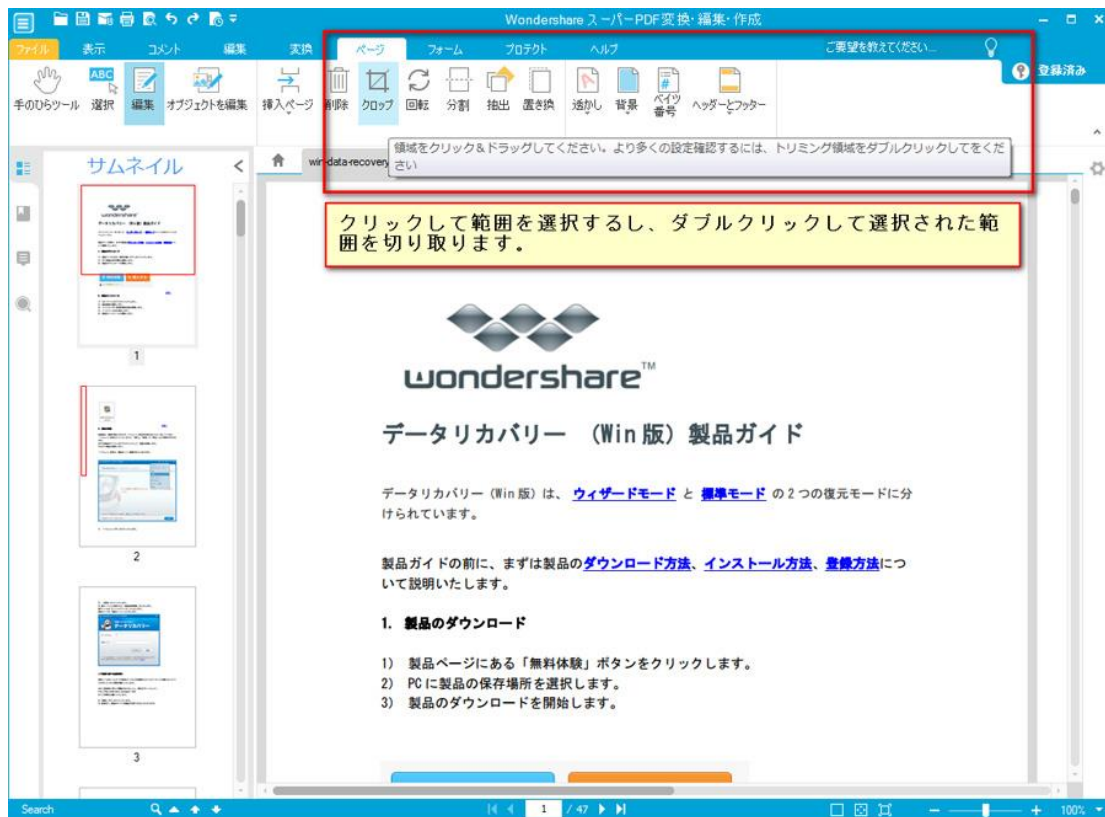 Wondershare スーパーPDF変換・編集・作成
ファイル 表示 コメント 編集 変換 ページ フォーム プロテクト ヘルプ ご要望を教えてください... 登録済み
手のひらツール ABC 選択 編集 オブジェクトを編集 挿入ページ 削除 クロップ 回転 分割 抽出 置き換 透かし 背景 ベイツ番号 ヘッダーとフッター
領域をクリック&ドラッグしてください。より多くの設定確認するには、トリミング領域をダブルクリックしてをくだ
さい
サムネイル
win-data-recovery
クリックして範囲を選択するし、ダブルクリックして選択された範
囲を切り取ります。
1
2
3
wondershare™
データリカバリー (Win版)製品ガイド
データリカバリー(Win版)は、 ウィザードモード と 標準モード の2つの復元モードに分
けられています。
製品ガイドの前に、まずは製品のダウンロード方法、インストール方法、登録方法につ
いて説明いたします。
1. 製品のダウンロード
1) 製品ページにある「無料体験」ボタンをクリックします。
2) PCに製品の保存場所を選択します。
3) 製品のダウンロードを開始します。
Search 1 / 47 100%